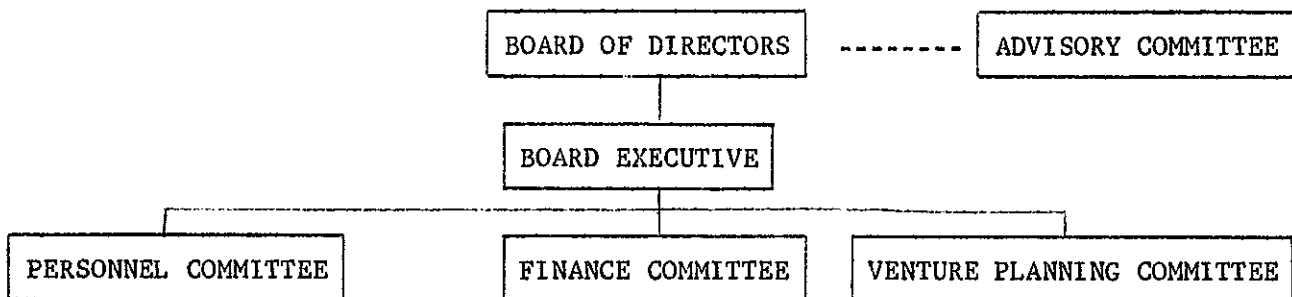 BOARD OF DIRECTORS ADVISORY COMMITTEE
BOARD EXECUTIVE
PERSONNEL COMMITTEE FINANCE COMMITTEE VENTURE PLANNING COMMITTEE